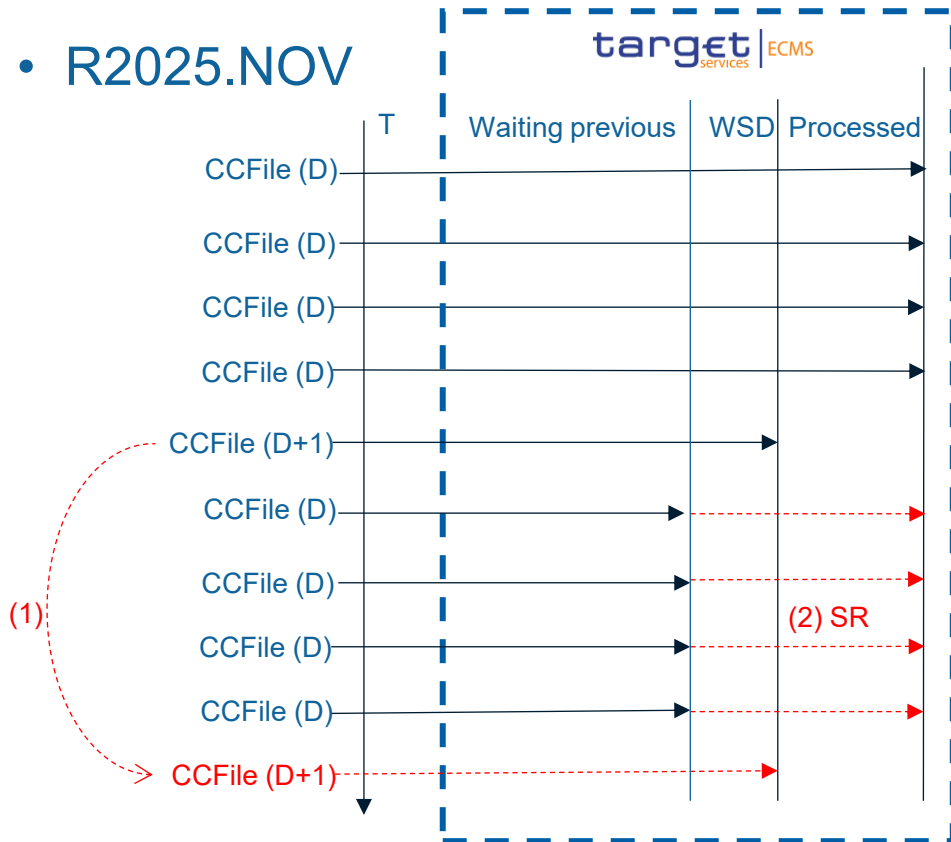 • R2025.NOV
target
services
ECMS
T
Waiting previous
WSD
Processed
CCFile (D)
CCFile (D)
CCFile (D)
CCFile (D)
CCFile (D+1)
CCFile (D)
CCFile (D)
(1)
(2) SR
CCFile (D)
CCFile (D)
CCFile (D+1)